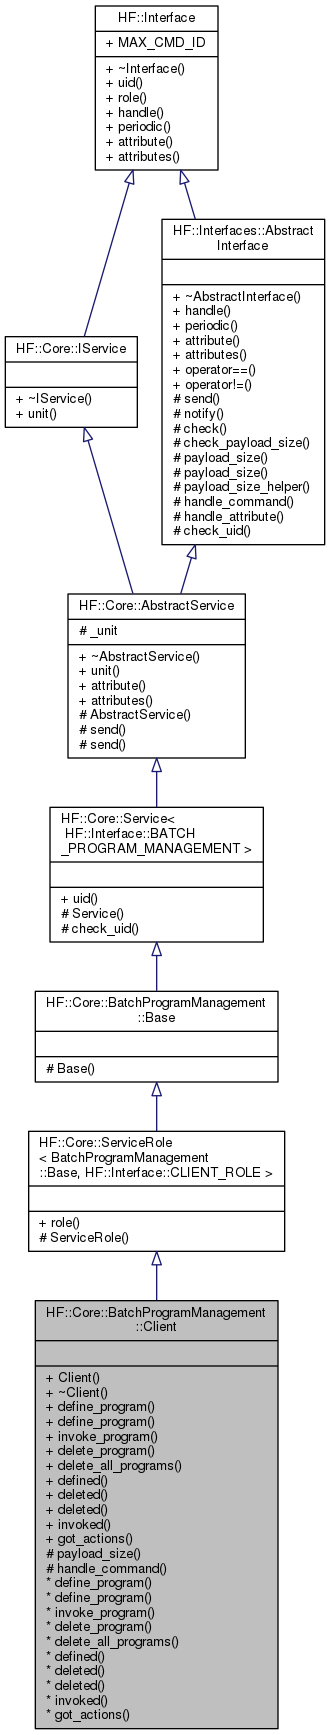 HF::Interface
+ MAX_CMD_ID
+ ~Interface()
+ uid()
+ role()
+ handle()
+ periodic()
+ attribute()
+ attributes()
HF::Interfaces::Abstract
Interface
+ ~AbstractInterface()
+ handle()
+ periodic()
+ attribute()
+ attributes()
+ operator==()
+ operator!=()
# send()
# notify()
# check()
# check_payload_size()
# payload_size()
# payload_size()
# payload_size_helper()
# handle_command()
# handle_attribute()
# check_uid()
HF::Core::IService
+ ~IService()
+ unit()
HF::Core::AbstractService
# _unit
+ ~AbstractService()
+ unit()
+ attribute()
+ attributes()
# AbstractService()
# send()
# send()
HF::Core::Service<
HF::Interface::BATCH
_PROGRAM_MANAGEMENT >
+ uid()
# Service()
# check_uid()
HF::Core::BatchProgramManagement
::Base
# Base()
HF::Core::ServiceRole
< BatchProgramManagement
::Base, HF::Interface::CLIENT_ROLE >
+ role()
# ServiceRole()
HF::Core::BatchProgramManagement
::Client
+ Client()
+ ~Client()
+ define_program()
+ define_program()
+ invoke_program()
+ delete_program()
+ delete_all_programs()
+ defined()
+ deleted()
+ deleted()
+ invoked()
+ got_actions()
# payload_size()
# handle_command()
* define_program()
* define_program()
* invoke_program()
* delete_program()
* delete_all_programs()
* defined()
* deleted()
* deleted()
* invoked()
* got_actions()